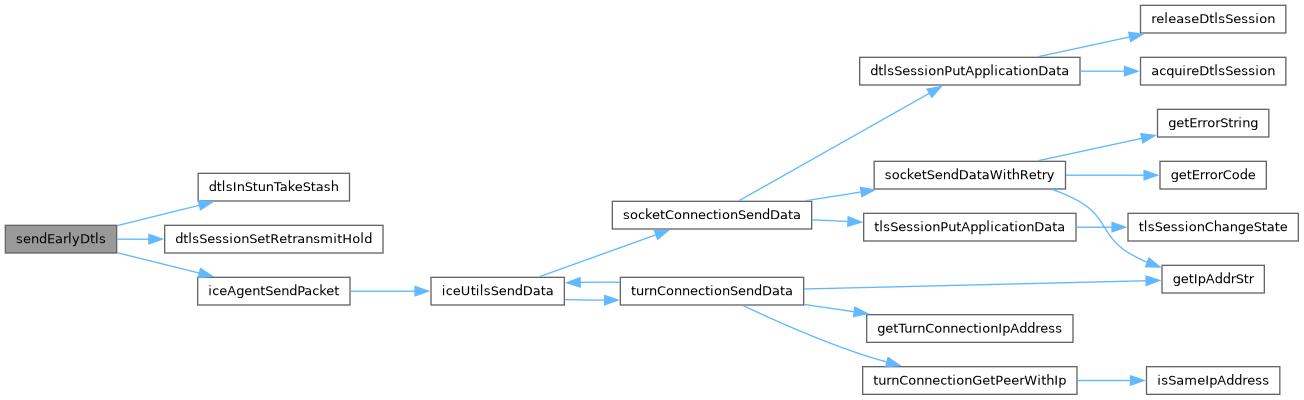 sendEarlyDtls
dtlsInStunTakeStash
dtlsSessionSetRetransmitHold
iceAgentSendPacket
iceUtilsSendData
socketConnectionSendData
turnConnectionSendData
dtlsSessionPutApplicationData
socketSendDataWithRetry
tlsSessionPutApplicationData
getTurnConnectionIpAddress
turnConnectionGetPeerWithIp
releaseDtlsSession
acquireDtlsSession
getErrorString
getErrorCode
tlsSessionChangeState
getIpAddrStr
isSameIpAddress